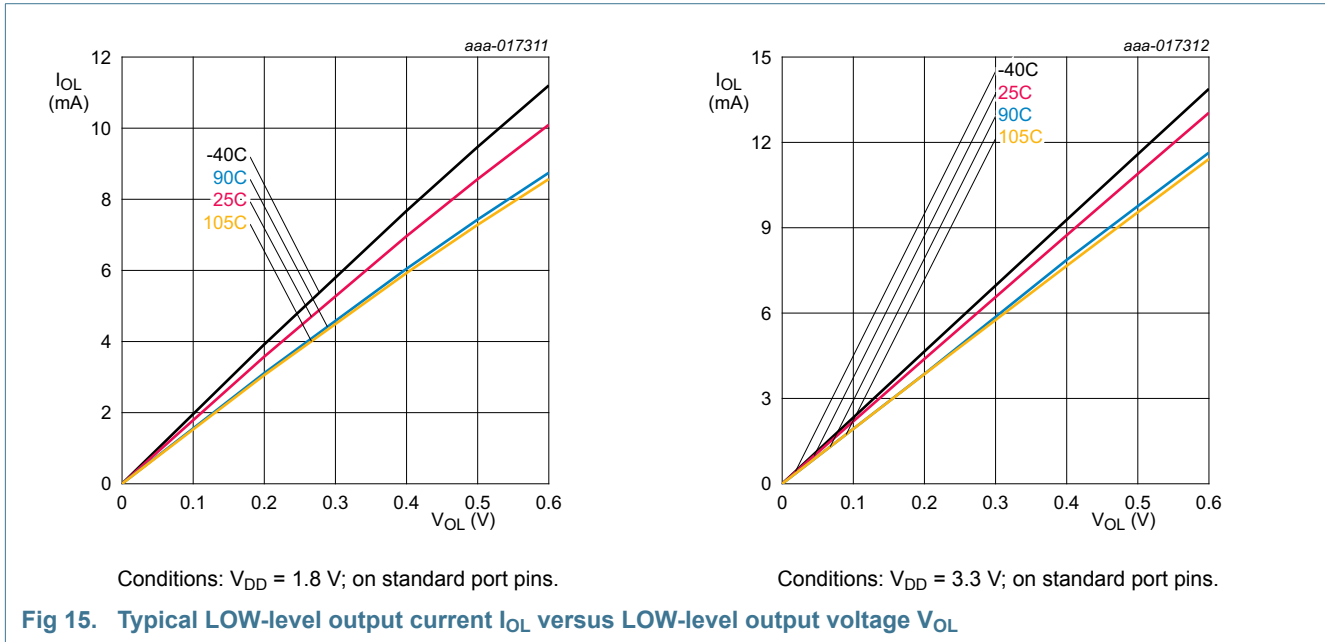 aaa-017311
12
10
8
6
4
2
0
I_OL
(mA)
-40C
90C
25C
105C
0 0.1 0.2 0.3 0.4 0.5 0.6
V_OL (V)
Conditions: V_DD = 1.8 V; on standard port pins.
aaa-017312
15
12
9
6
3
0
I_OL
(mA)
-40C
25C
90C
105C
0 0.1 0.2 0.3 0.4 0.5 0.6
V_OL (V)
Conditions: V_DD = 3.3 V; on standard port pins.
Fig 15. Typical LOW-level output current I_OL versus LOW-level output voltage V_OL